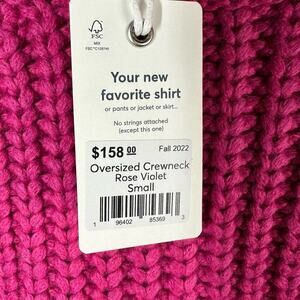 FSC
MIX
Your new
favorite shirt
or pants or jacket or skirt...
No strings attached
(except this one)
$158.00
Fall 2022
Oversized Crewneck
Rose Violet
Small
1 96402 85369 3